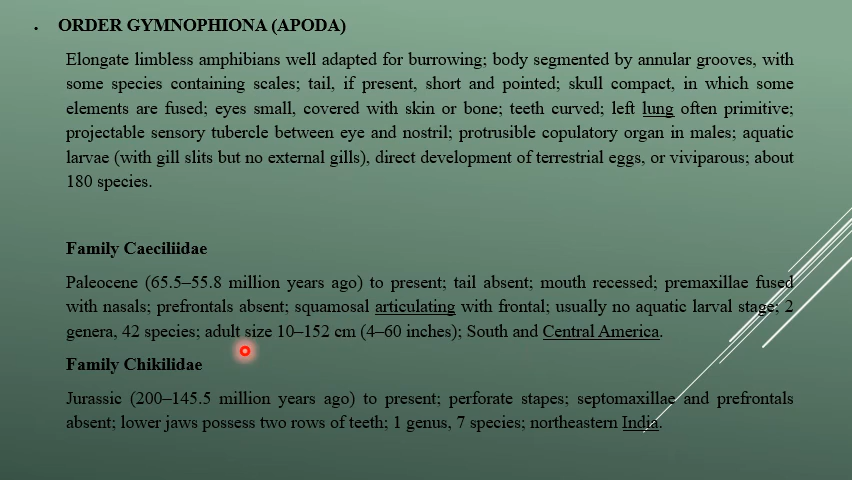 • ORDER GYMNOPHIONA (APODA)
Elongate limbless amphibians well adapted for burrowing; body segmented by annular grooves, with
some species containing scales; tail, if present, short and pointed; skull compact, in which some
elements are fused; eyes small, covered with skin or bone; teeth curved; left lung often primitive;
projectable sensory tubercle between eye and nostril; protrusible copulatory organ in males; aquatic
larvae (with gill slits but no external gills), direct development of terrestrial eggs, or viviparous; about
180 species.
Family Caeciliidae
Paleocene (65.5–55.8 million years ago) to present; tail absent; mouth recessed; premaxillae fused
with nasals; prefrontals absent; squamosal articulating with frontal; usually no aquatic larval stage; 2
genera, 42 species; adult size 10–152 cm (4–60 inches); South and Central America.
Family Chikilidae
Jurassic (200–145.5 million years ago) to present; perforate stapes; septomaxillae and prefrontals
absent; lower jaws possess two rows of teeth; 1 genus, 7 species; northeastern India.